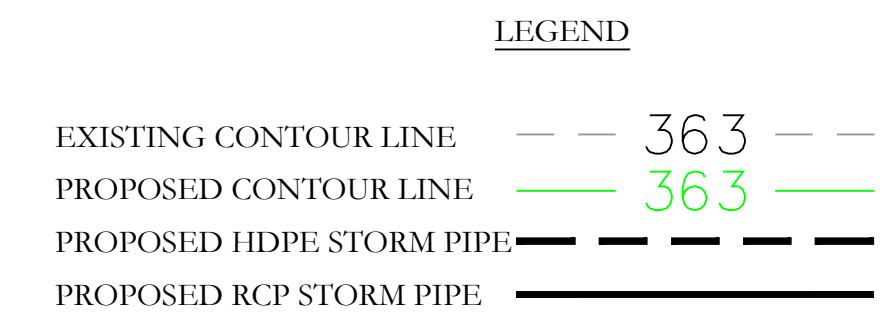 LEGEND
EXISTING CONTOUR LINE 363
PROPOSED CONTOUR LINE 363
PROPOSED HDPE STORM PIPE
PROPOSED RCP STORM PIPE